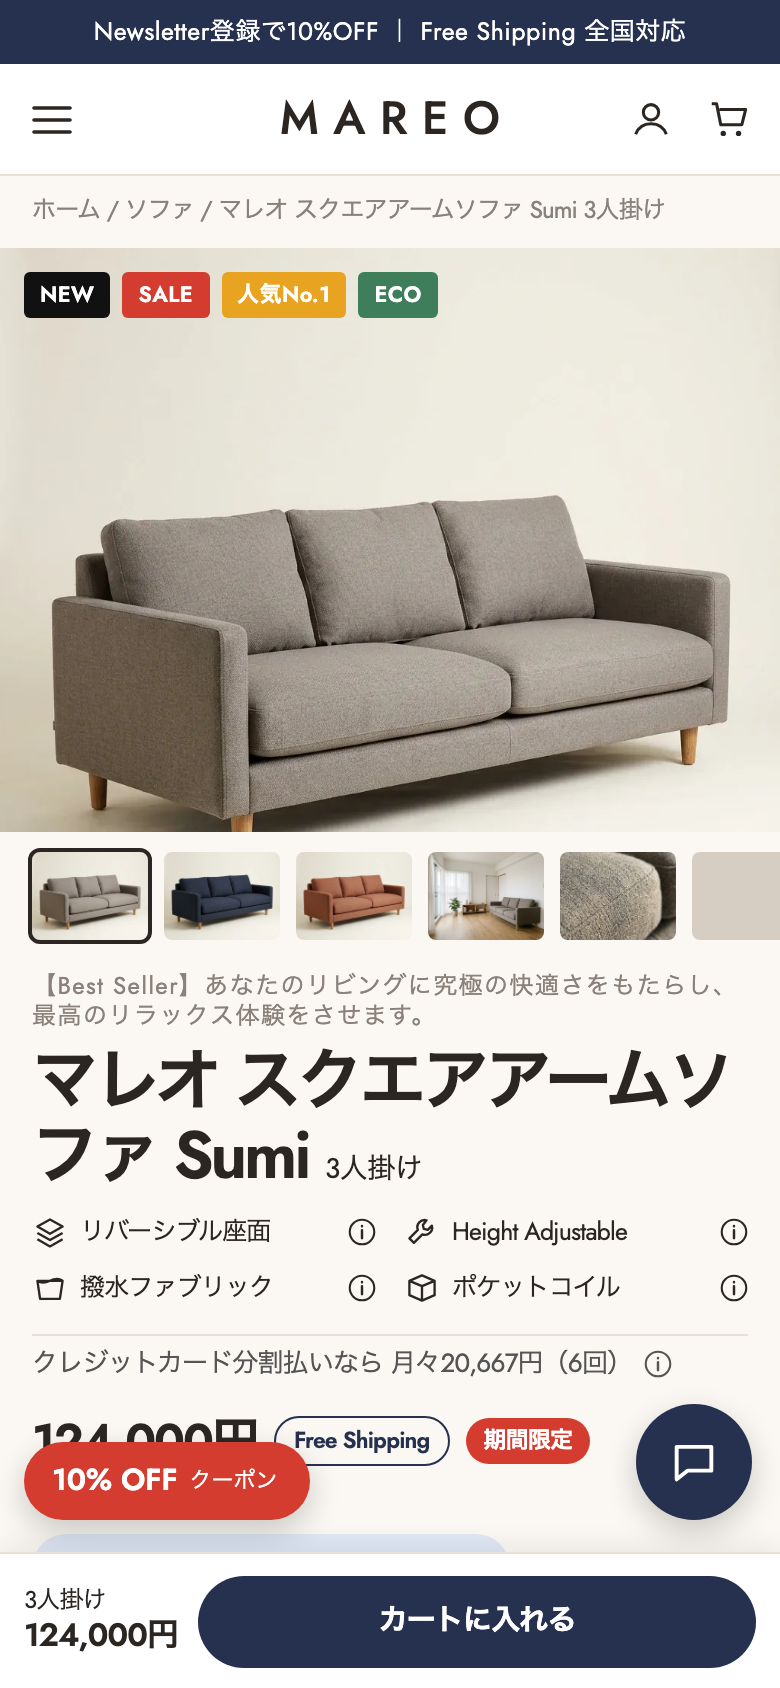 Newsletter登録で10%OFF ｜ Free Shipping 全国対応
MAREO
ホーム / ソファ / マレオ スクエアアームソファ Sumi 3人掛け
NEW
SALE
人気No.1
ECO
【Best Seller】あなたのリビングに究極の快適さをもたらし、
最高のリラックス体験をさせます。
マレオ スクエアアームソ
ファ Sumi 3人掛け
リバーシブル座面
Height Adjustable
撥水ファブリック
ポケットコイル
クレジットカード分割払いなら 月々20,667円（6回）
124,000円
Free Shipping
期間限定
10% OFF クーポン
3人掛け
124,000円
カートに入れる